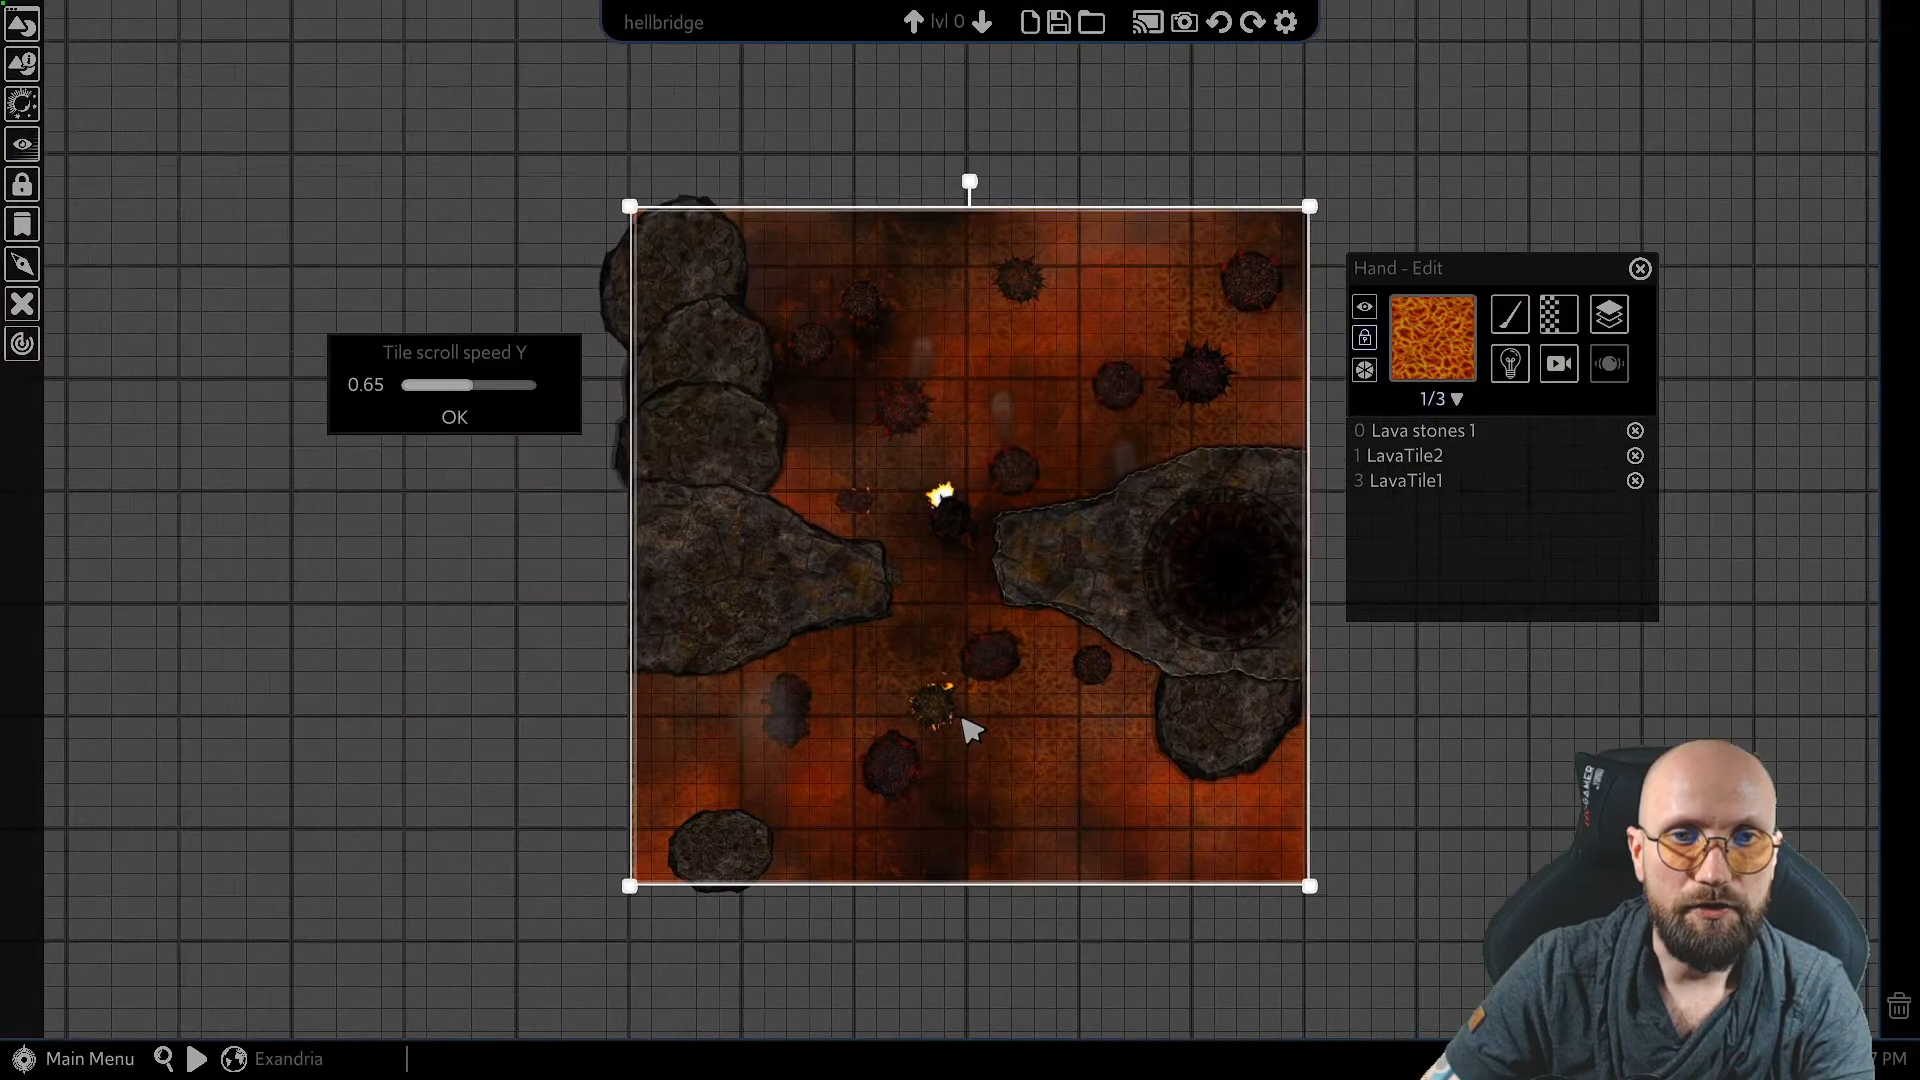 hellbridge
lvl 0
Tile scroll speed Y
0.65
OK
Hand - Edit
1/3
0 Lava stones 1
1 LavaTile2
3 LavaTile1
Main Menu
Exandria
PM